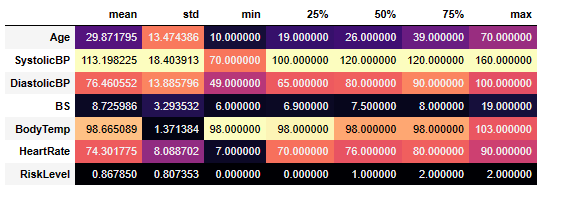 mean std min 25% 50% 75% max
Age 29.871795 13.474386 10.000000 19.000000 26.000000 39.000000 70.000000
SystolicBP 113.198225 18.403913 70.000000 100.000000 120.000000 120.000000 160.000000
DiastolicBP 76.460552 13.885796 49.000000 65.000000 80.000000 90.000000 100.000000
BS 8.725986 3.293532 6.000000 6.900000 7.500000 8.000000 19.000000
BodyTemp 98.665089 1.371384 98.000000 98.000000 98.000000 98.000000 103.000000
HeartRate 74.301775 8.088702 7.000000 70.000000 76.000000 80.000000 90.000000
RiskLevel 0.867850 0.807353 0.000000 0.000000 1.000000 2.000000 2.000000